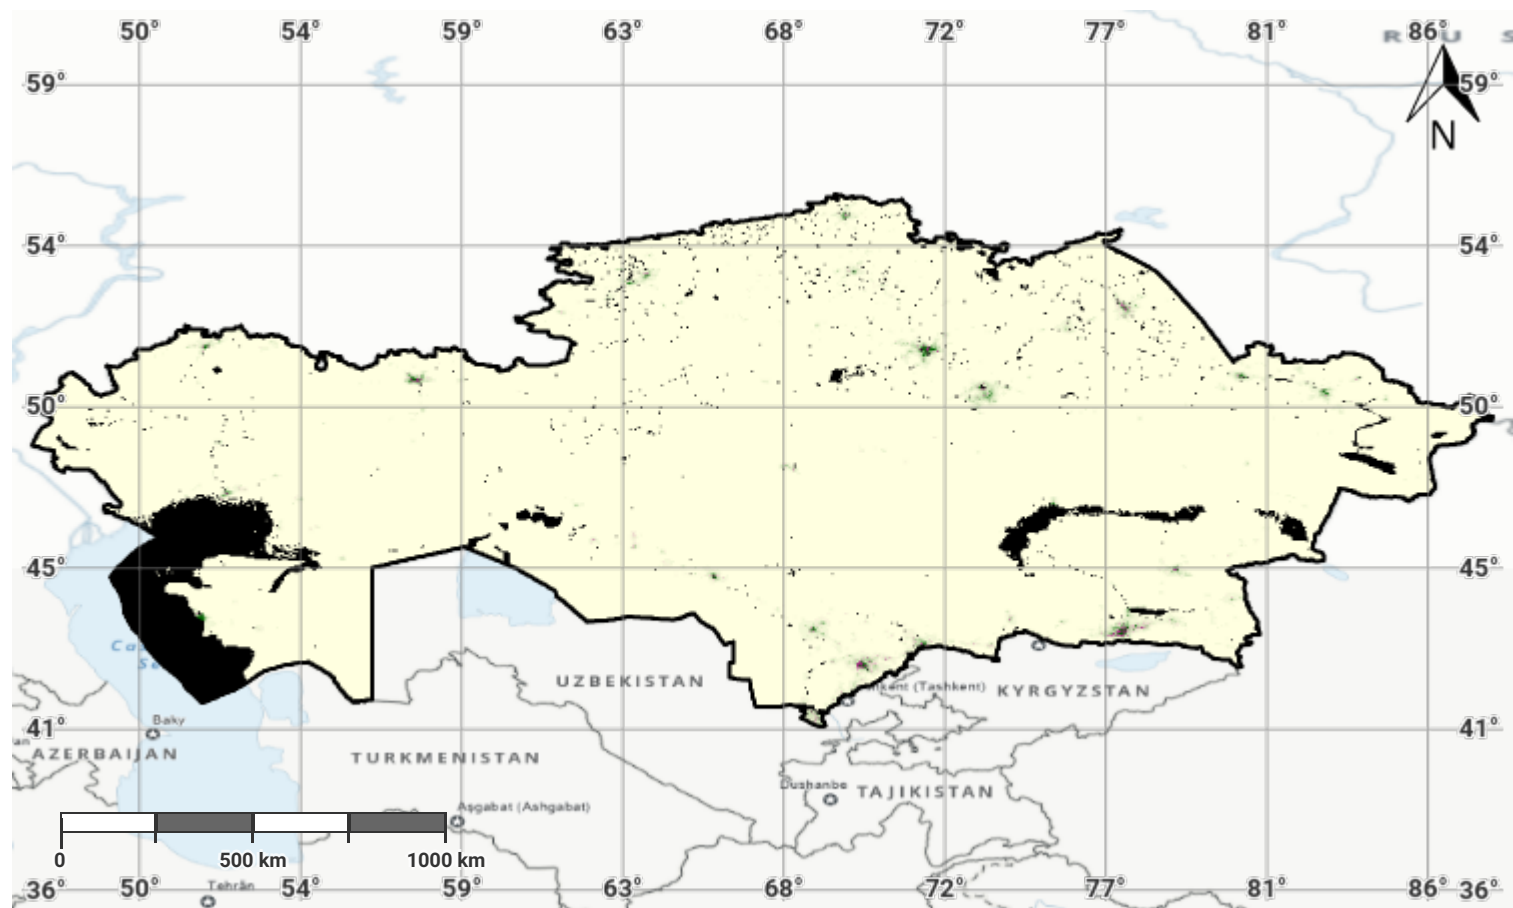 50° 54° 59° 63° 68° 72° 77° 81° 86°
R U S
59° 59°
N
54° 54°
50° 50°
45° 45°
UZBEKISTAN
(Tashkent) KYRGYZSTAN
Baky
41° 41°
AZERBAIJAN
TURKMENISTAN
Dushanbe
TAJIKISTAN
Aşgabat (Ashgabat)
0 500 km 1000 km
Tehrān
36° 50° 54° 59° 63° 68° 72° 77° 81° 86° 36°